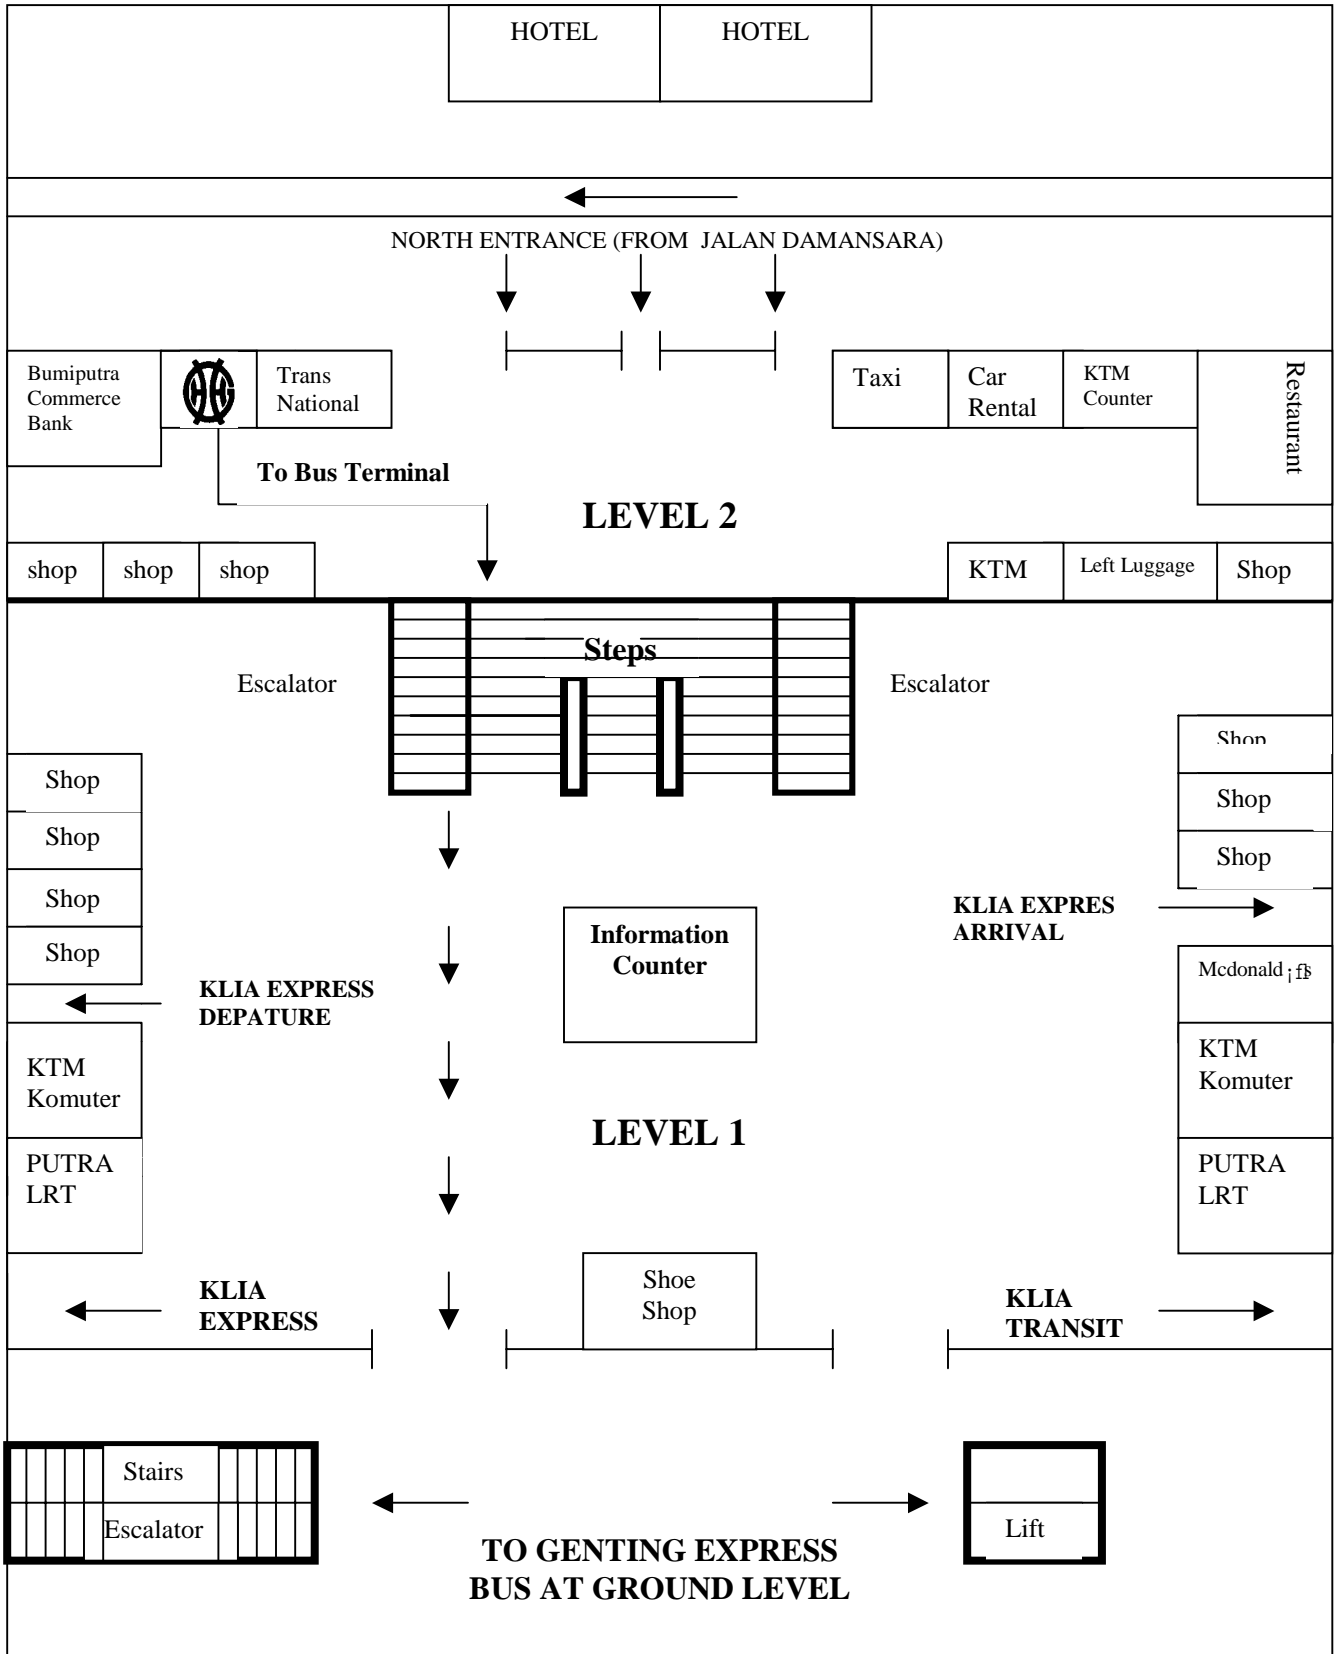 HOTEL
HOTEL
NORTH ENTRANCE (FROM JALAN DAMANSARA)
Bumiputra
Commerce
Bank
Trans
National
Taxi
Car
Rental
KTM
Counter
Restaurant
To Bus Terminal
LEVEL 2
shop
shop
shop
KTM
Left Luggage
Shop
Steps
Escalator
Escalator
Shop
Shop
Shop
Shop
Shop
Shop
Shop
KLIA EXPRES
ARRIVAL
Information
Counter
KLIA EXPRESS
DEPATURE
Mcdonald¡fs
KTM
Komuter
KTM
Komuter
LEVEL 1
PUTRA
LRT
PUTRA
LRT
KLIA
EXPRESS
Shoe
Shop
KLIA
TRANSIT
Stairs
Escalator
Lift
TO GENTING EXPRESS
BUS AT GROUND LEVEL